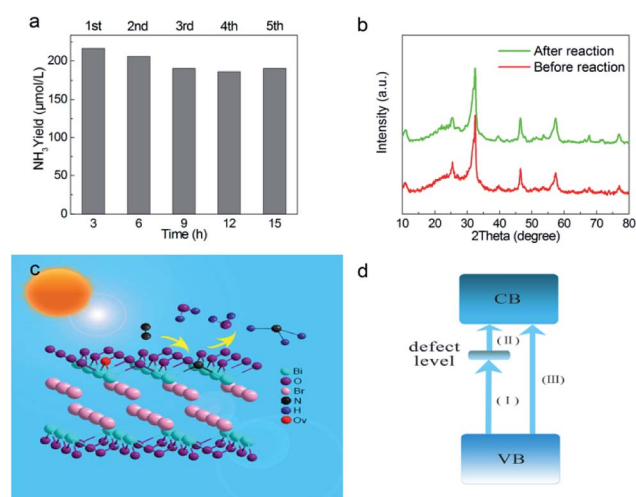 a
1st 2nd 3rd 4th 5th
NH₃ Yield (μmol/L)
200
150
100
50
0
3 6 9 12 15
Time (h)
b
After reaction
Before reaction
Intensity (a.u.)
10 20 30 40 50 60 70 80
2Theta (degree)
c
Bi
O
Br
N
H
Ov
d
CB
defect
level
(II)
(III)
(I)
VB